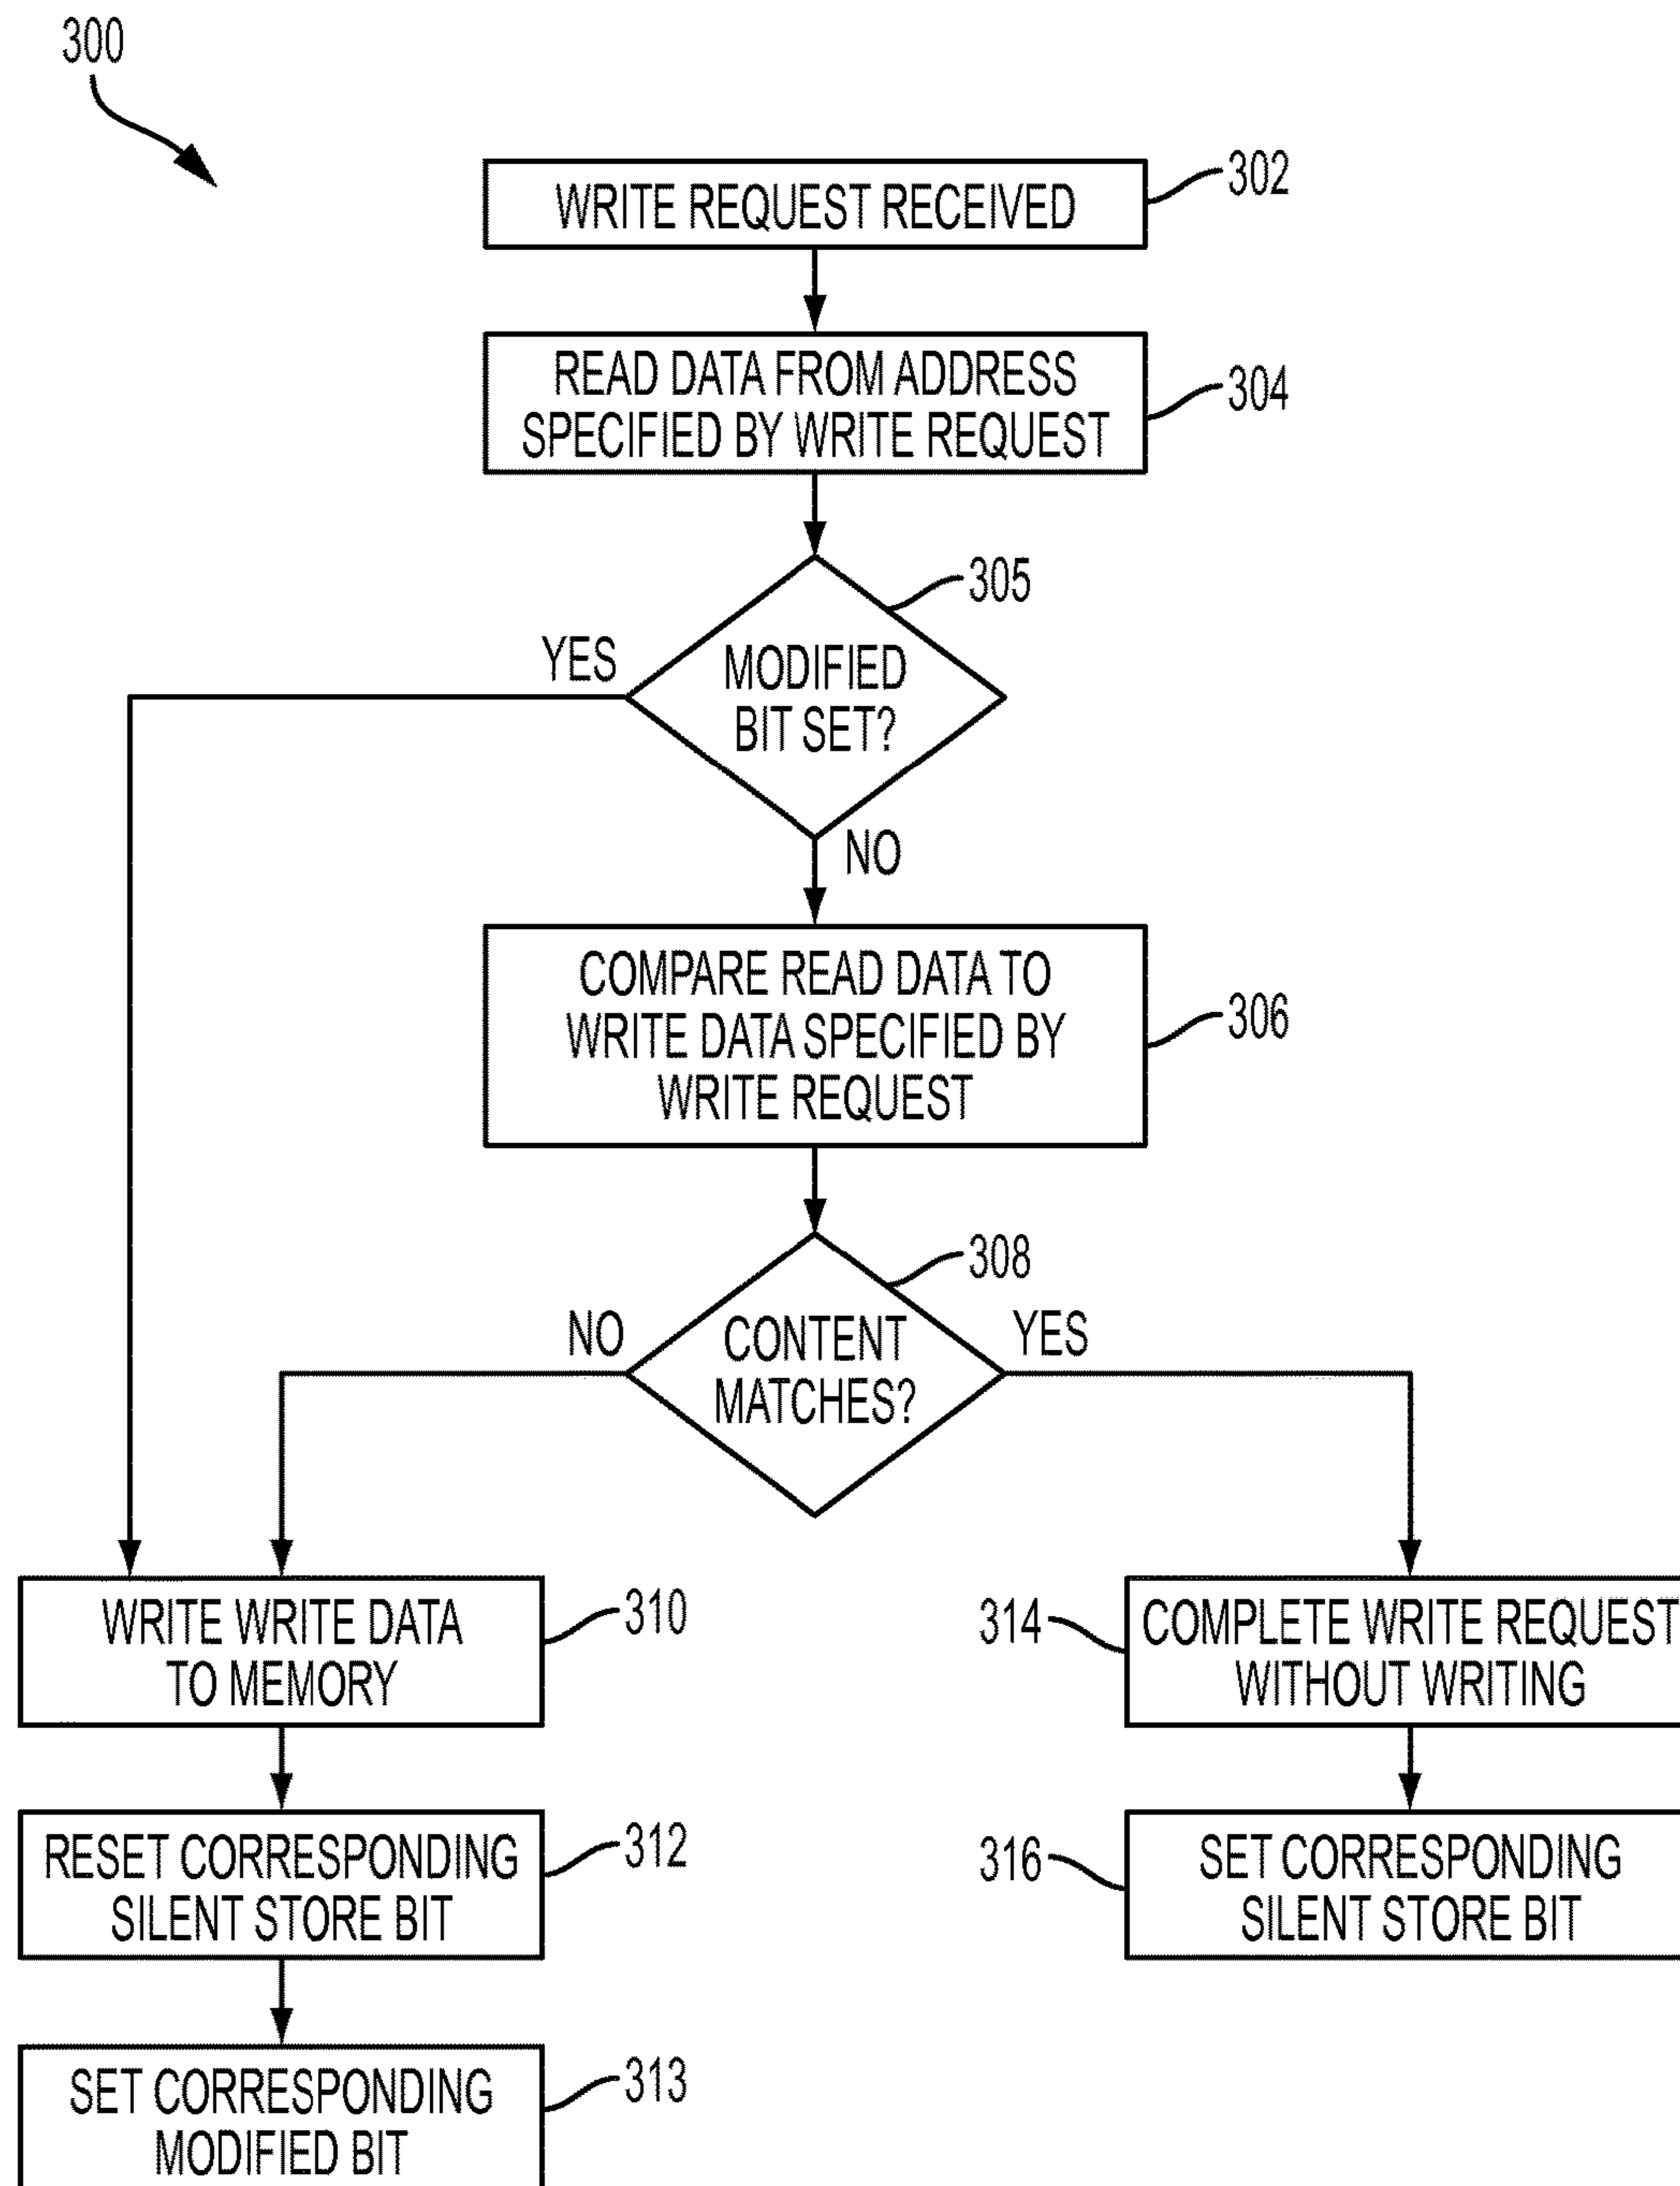 300
WRITE REQUEST RECEIVED
302
READ DATA FROM ADDRESS
SPECIFIED BY WRITE REQUEST
304
305
MODIFIED
BIT SET?
YES
NO
COMPARE READ DATA TO
WRITE DATA SPECIFIED BY
WRITE REQUEST
306
308
CONTENT
MATCHES?
NO
YES
WRITE WRITE DATA
TO MEMORY
310
314
COMPLETE WRITE REQUEST
WITHOUT WRITING
RESET CORRESPONDING
SILENT STORE BIT
312
316
SET CORRESPONDING
SILENT STORE BIT
SET CORRESPONDING
MODIFIED BIT
313